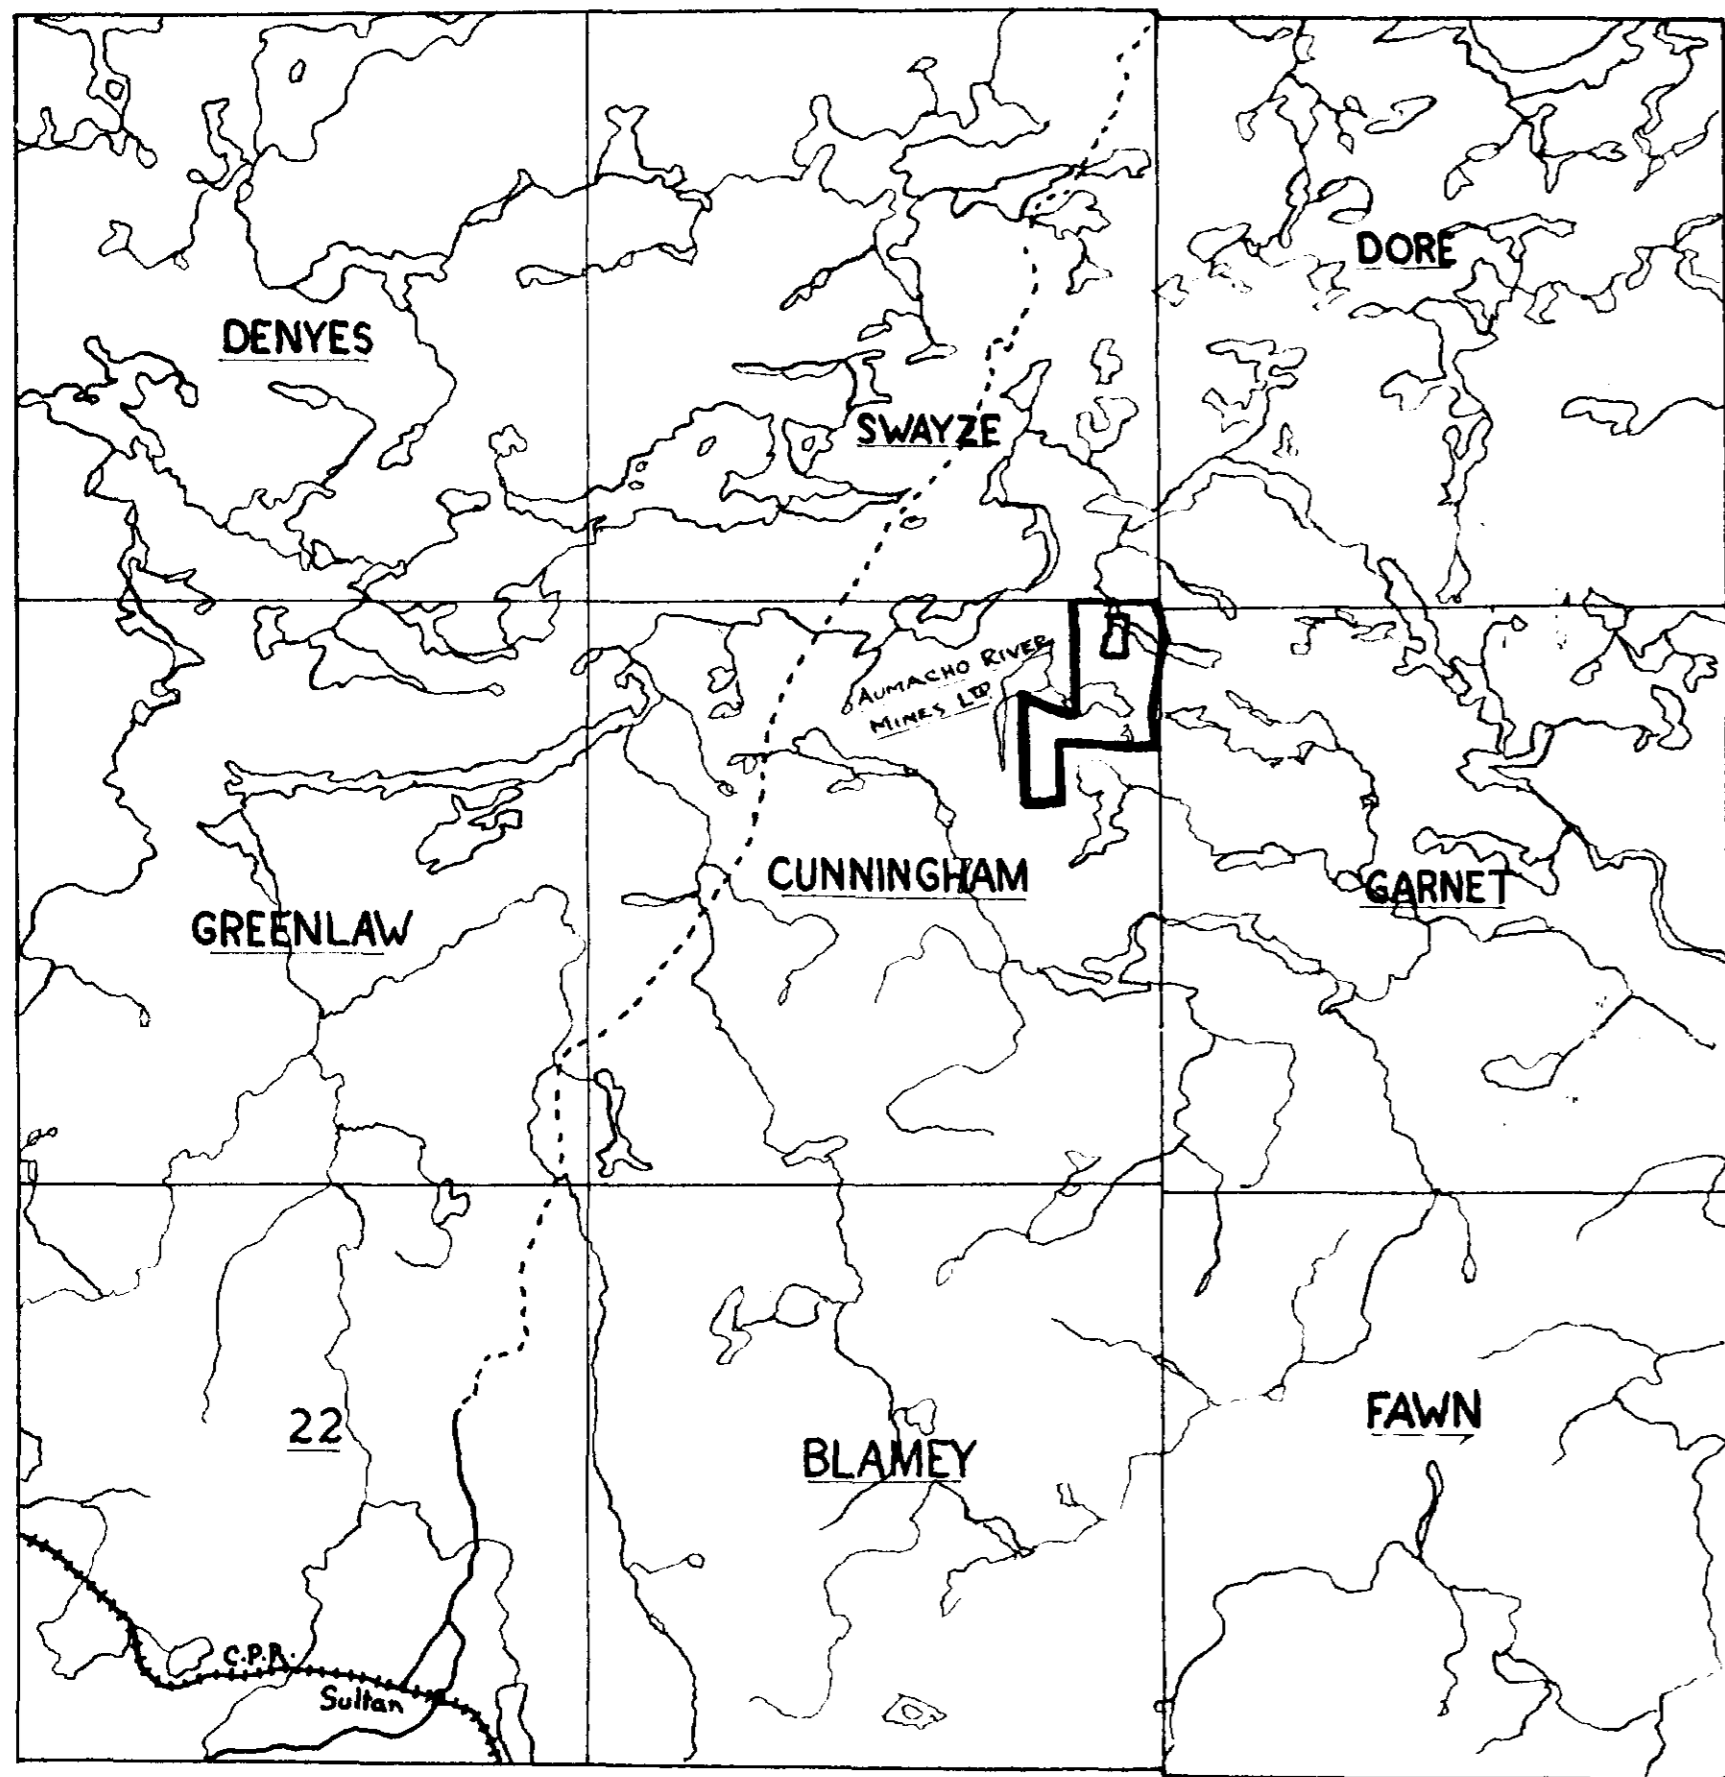 DORE
DENYES
SWAYZE
AUMACHO RIVER
MINES LTD
CUNNINGHAM
GARNET
GREENLAW
FAWN
22
BLAMEY
C.P.R.
Sultan